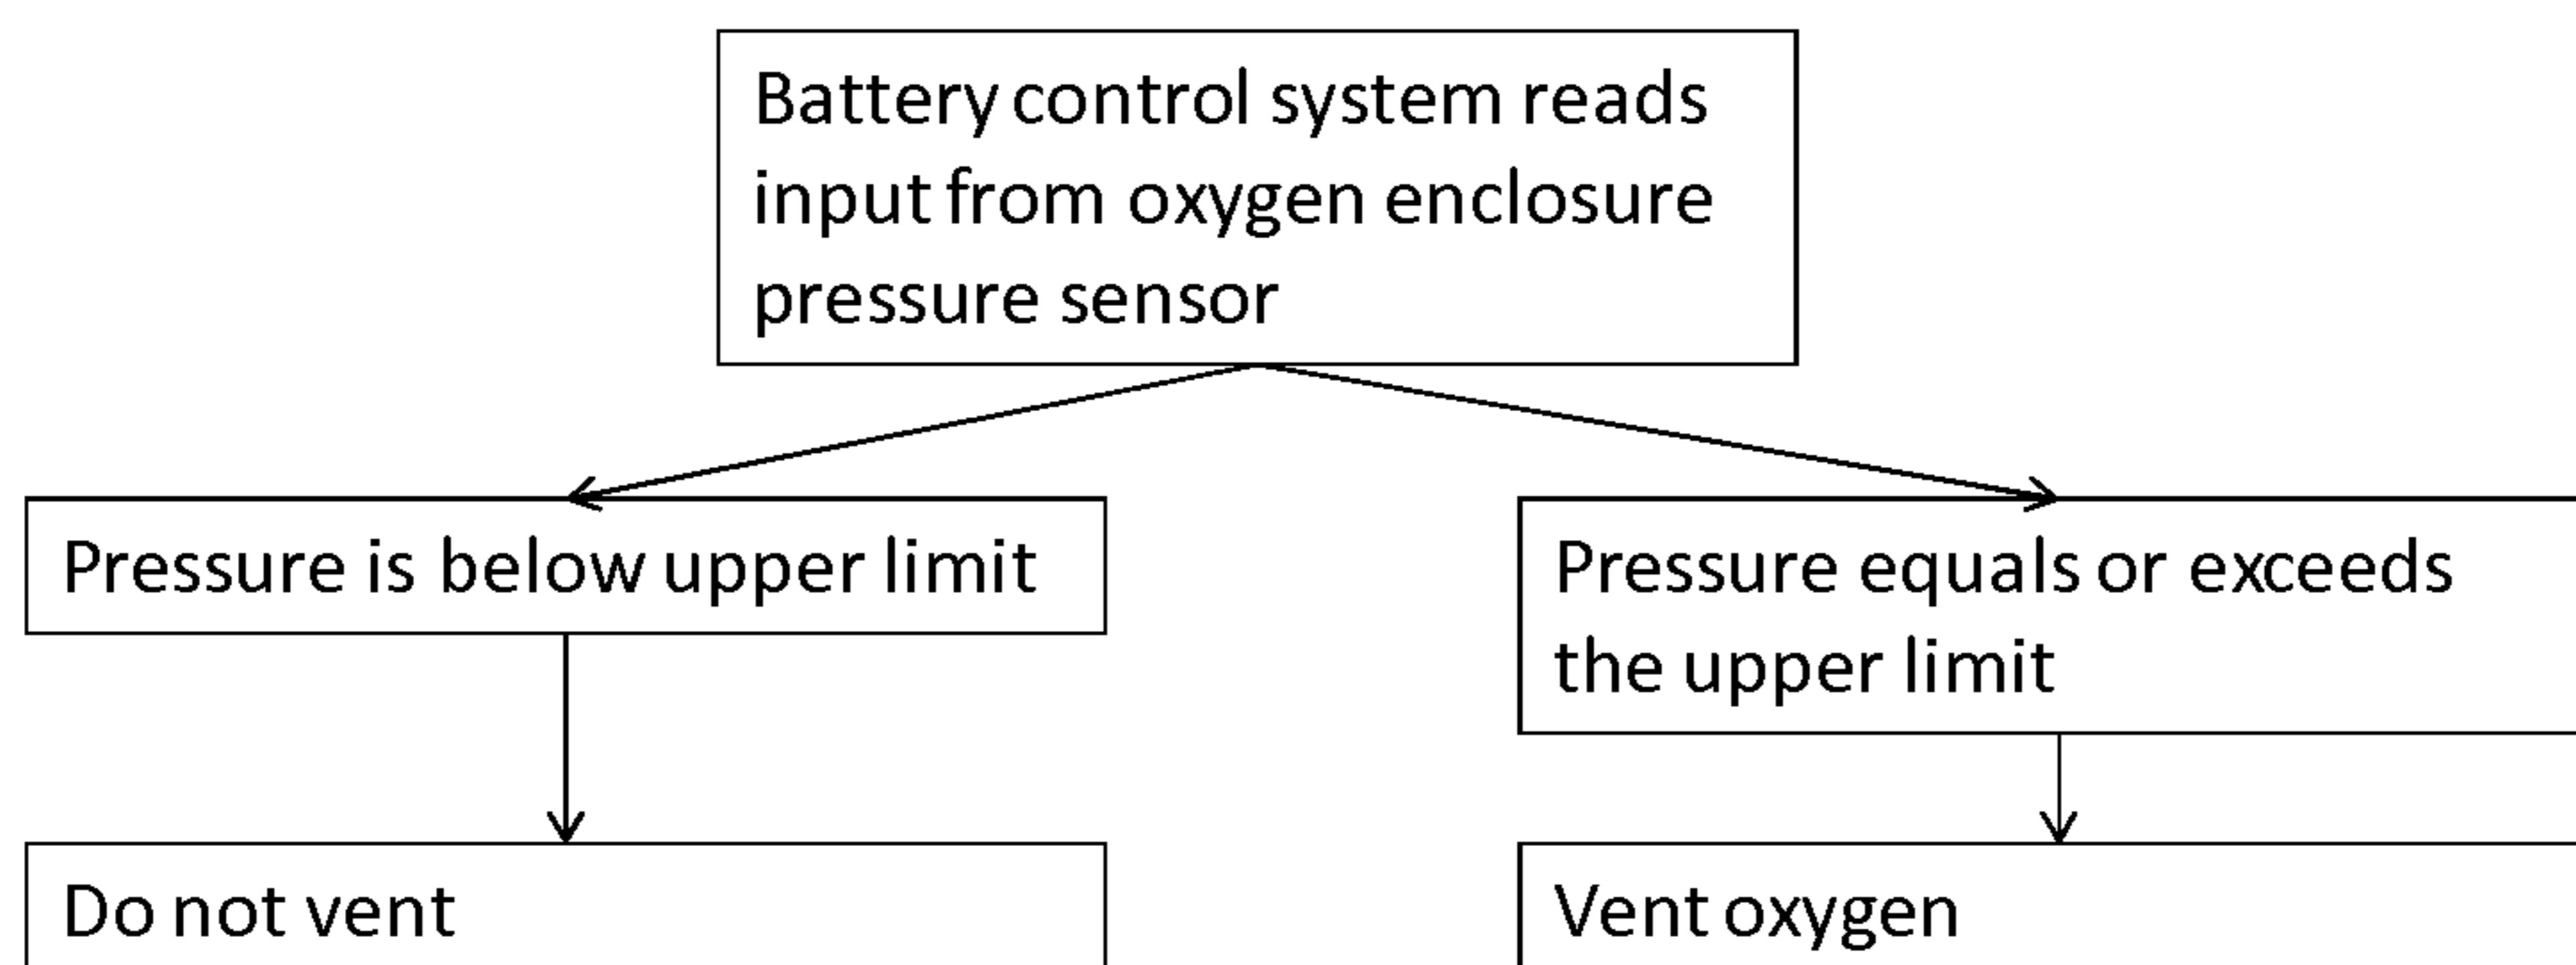 Battery control system reads
input from oxygen enclosure
pressure sensor
Pressure is below upper limit
Pressure equals or exceeds
the upper limit
Do not vent
Vent oxygen